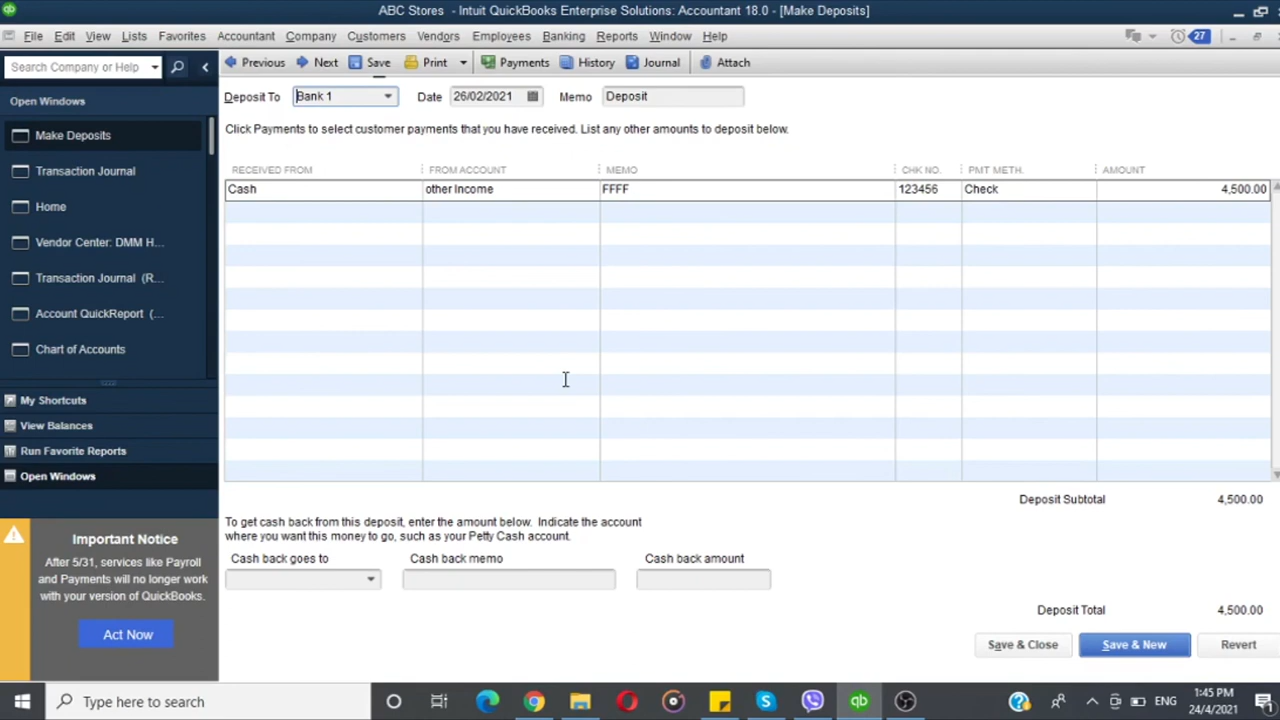 ABC Stores - Intuit QuickBooks Enterprise Solutions: Accountant 18.0 - [Make Deposits]
File Edit View Lists Favorites Accountant Company Customers Vendors Employees Banking Reports Window Help 27
Search Company or Help
Previous Next Save Print Payments History Journal Attach
Open Windows
Make Deposits
Transaction Journal
Home
Vendor Center: DMM H...
Transaction Journal (R...
Account QuickReport (...
Chart of Accounts
My Shortcuts
View Balances
Run Favorite Reports
Open Windows
Important Notice
After 5/31, services like Payroll
and Payments will no longer work
with your version of QuickBooks.
Act Now
Deposit To Bank 1 Date 26/02/2021 Memo Deposit
Click Payments to select customer payments that you have received. List any other amounts to deposit below.
RECEIVED FROM FROM ACCOUNT MEMO CHK NO. PMT METH. AMOUNT
Cash other Income FFFF 123456 Check 4,500.00
Deposit Subtotal 4,500.00
To get cash back from this deposit, enter the amount below. Indicate the account
where you want this money to go, such as your Petty Cash account.
Cash back goes to Cash back memo Cash back amount
Deposit Total 4,500.00
Save & Close Save & New Revert
Type here to search
ENG
1:45 PM
24/4/2021
1